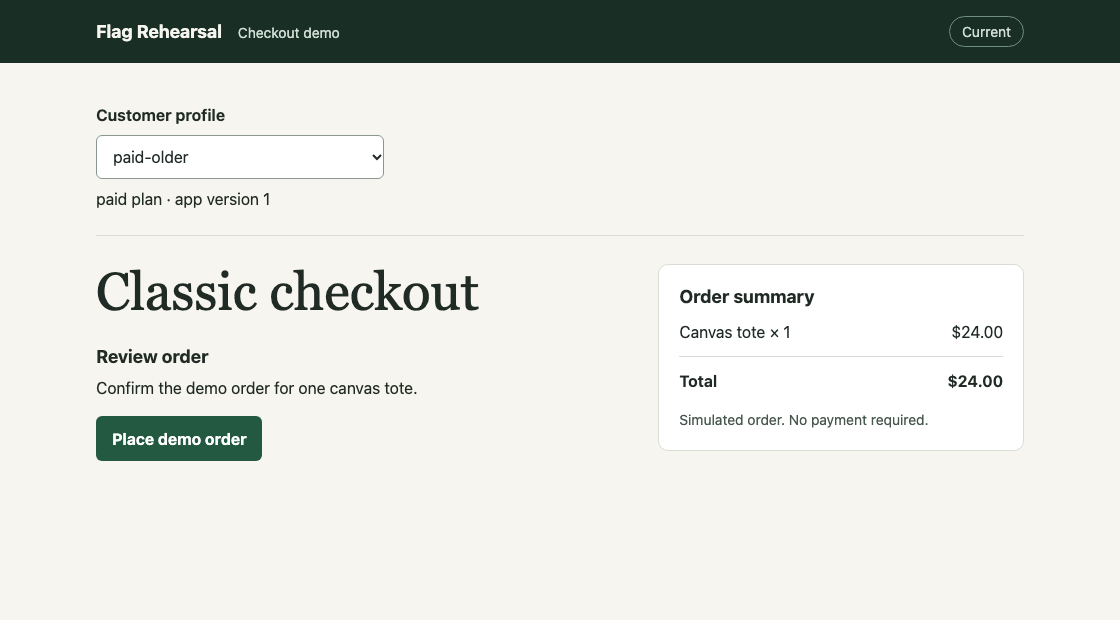 Flag Rehearsal Checkout demo Current
Customer profile
paid-older
paid plan · app version 1
Classic checkout
Review order
Confirm the demo order for one canvas tote.
Place demo order
Order summary
Canvas tote × 1 $24.00
Total $24.00
Simulated order. No payment required.